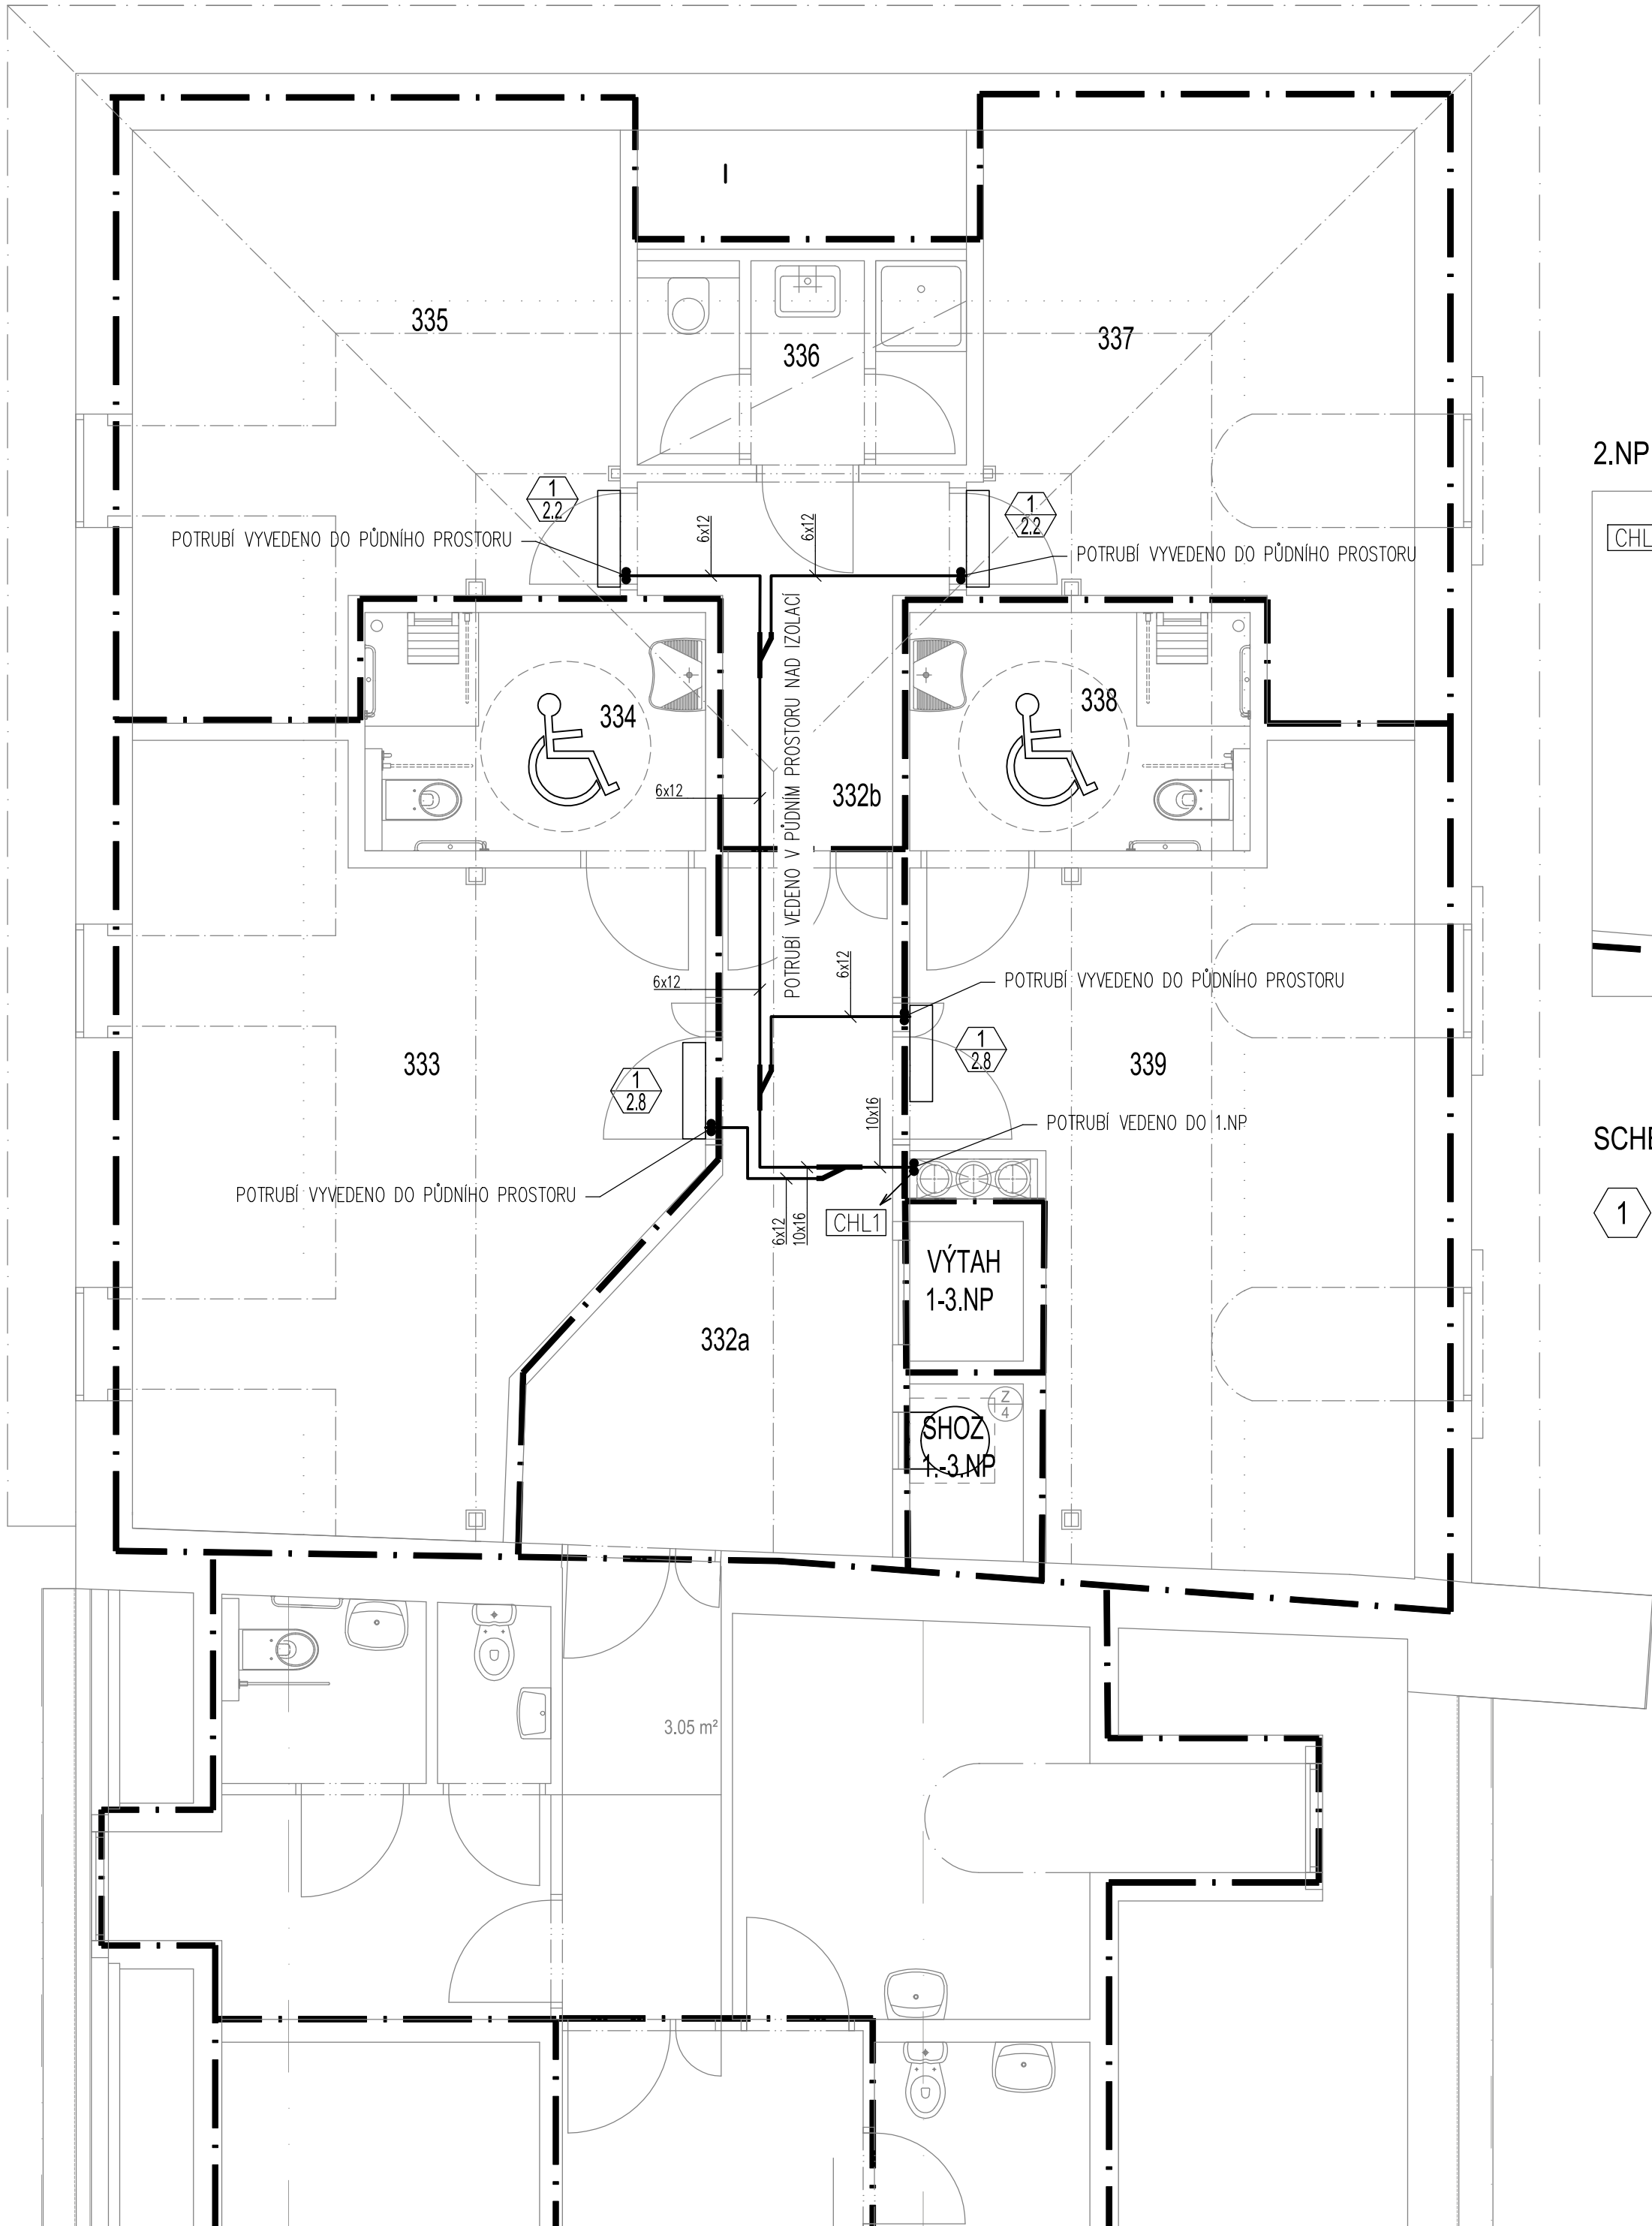 335
337
336
2.NP
1
2.2
1
2.2
6x12
6x12
CHL
POTRUBÍ VYVEDENO DO PŮDNÍHO PROSTORU
POTRUBÍ VYVEDENO DO PŮDNÍHO PROSTORU
POTRUBÍ VEDENO V PŮDNÍM PROSTORU NAD IZOLACÍ
334
338
6x12
332b
6x12
6x12
POTRUBÍ VYVEDENO DO PŮDNÍHO PROSTORU
333
1
2.8
1
2.8
339
10x16
POTRUBÍ VEDENO DO 1.NP
SCHE
POTRUBÍ VYVEDENO DO PŮDNÍHO PROSTORU
6x12
10x16
CHL1
1
VÝTAH
1-3.NP
332a
Z
4
SHOZ
1.-3.NP
3.05 m²